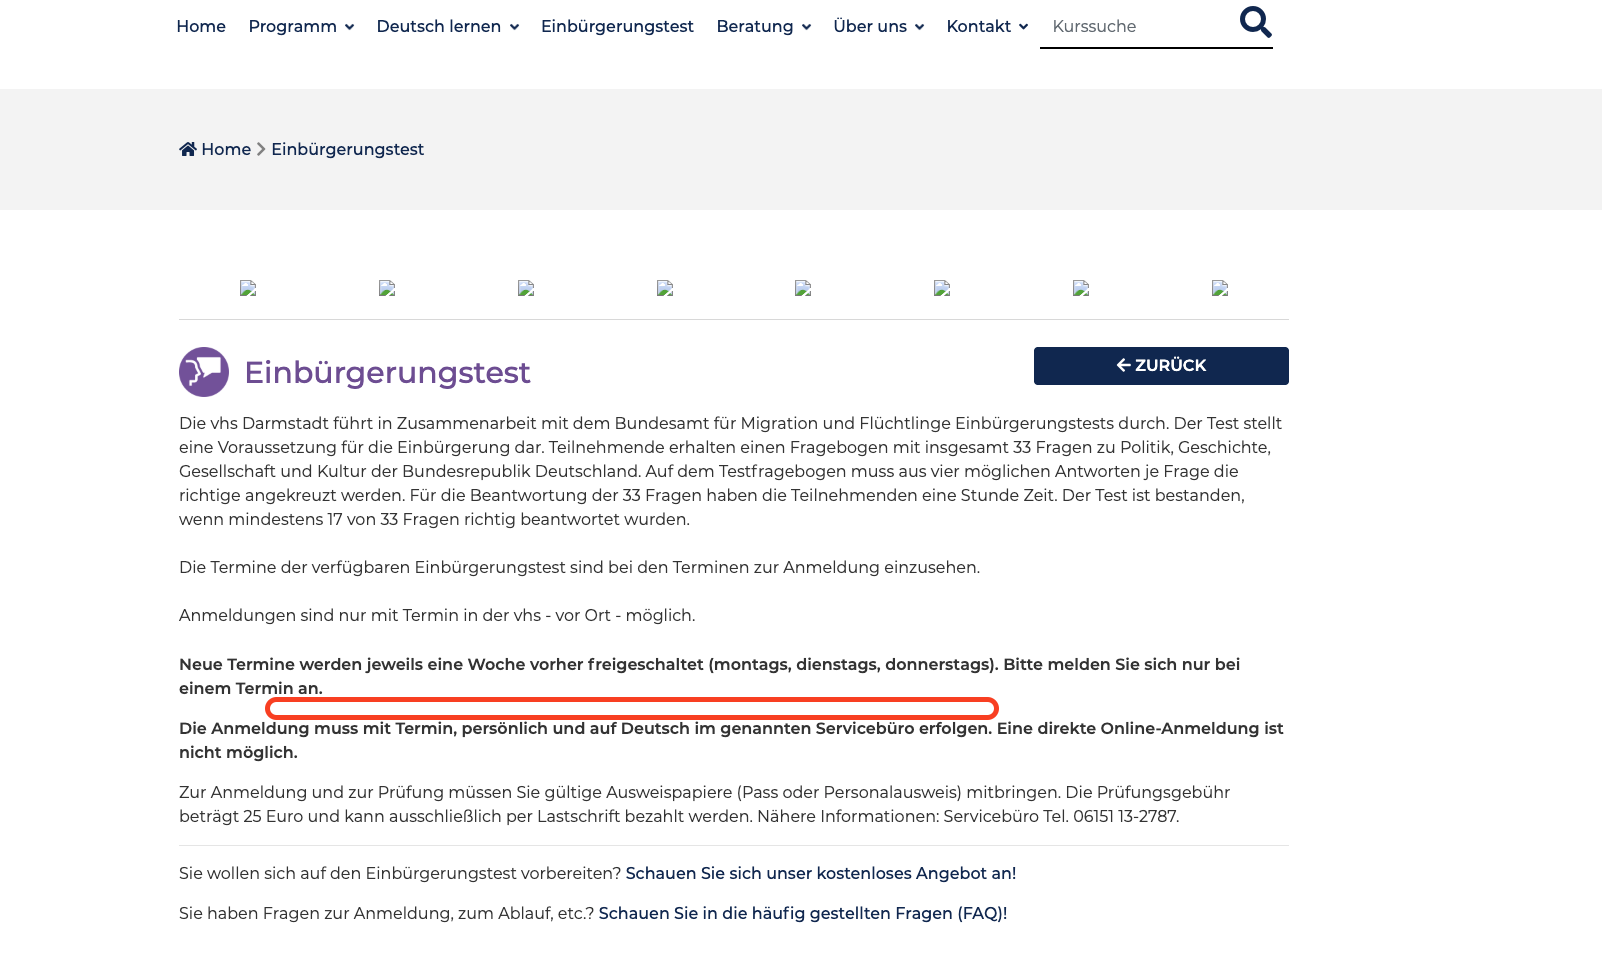 Home Programm Deutsch lernen Einbürgerungstest Beratung Über uns Kontakt Kurssuche
Home Einbürgerungstest
Einbürgerungstest
ZURÜCK
Die vhs Darmstadt führt in Zusammenarbeit mit dem Bundesamt für Migration und Flüchtlinge Einbürgerungstests durch. Der Test stellt
eine Voraussetzung für die Einbürgerung dar. Teilnehmende erhalten einen Fragebogen mit insgesamt 33 Fragen zu Politik, Geschichte,
Gesellschaft und Kultur der Bundesrepublik Deutschland. Auf dem Testfragebogen muss aus vier möglichen Antworten je Frage die
richtige angekreuzt werden. Für die Beantwortung der 33 Fragen haben die Teilnehmenden eine Stunde Zeit. Der Test ist bestanden,
wenn mindestens 17 von 33 Fragen richtig beantwortet wurden.
Die Termine der verfügbaren Einbürgerungstest sind bei den Terminen zur Anmeldung einzusehen.
Anmeldungen sind nur mit Termin in der vhs - vor Ort - möglich.
Neue Termine werden jeweils eine Woche vorher freigeschaltet (montags, dienstags, donnerstags). Bitte melden Sie sich nur bei
einem Termin an.
Die Anmeldung muss mit Termin, persönlich und auf Deutsch im genannten Servicebüro erfolgen. Eine direkte Online-Anmeldung ist
nicht möglich.
Zur Anmeldung und zur Prüfung müssen Sie gültige Ausweispapiere (Pass oder Personalausweis) mitbringen. Die Prüfungsgebühr
beträgt 25 Euro und kann ausschließlich per Lastschrift bezahlt werden. Nähere Informationen: Servicebüro Tel. 06151 13-2787.
Sie wollen sich auf den Einbürgerungstest vorbereiten? Schauen Sie sich unser kostenloses Angebot an!
Sie haben Fragen zur Anmeldung, zum Ablauf, etc.? Schauen Sie in die häufig gestellten Fragen (FAQ)!